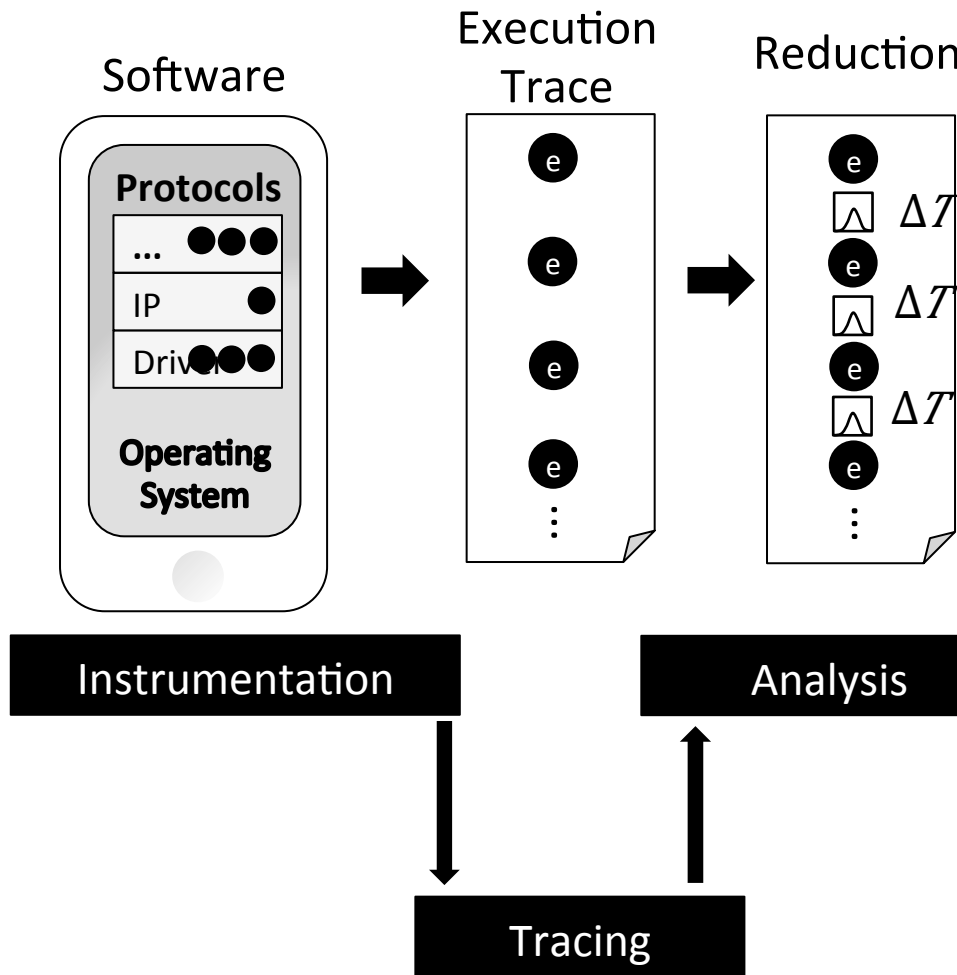 Software
Protocols
...
IP
Driver
Operating
System
Execution
Trace
e
e
e
e
⋮
Reduction
e
ΔT
e
ΔT
e
ΔT
e
⋮
Instrumentation
Analysis
Tracing